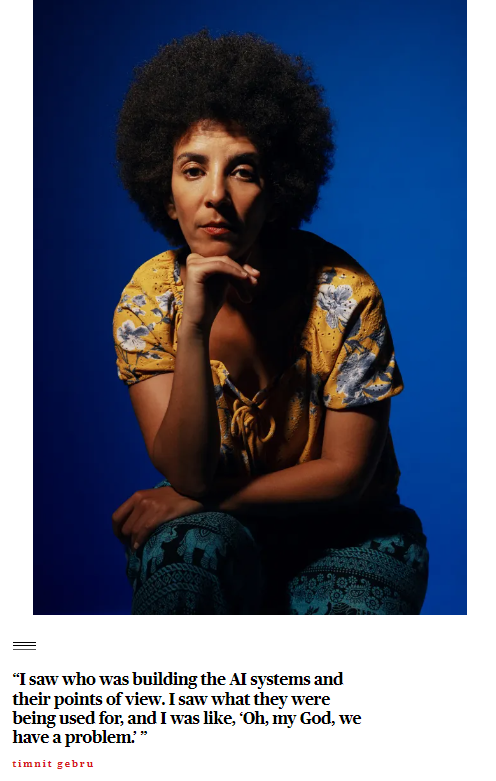 “I saw who was building the AI systems and
their points of view. I saw what they were
being used for, and I was like, ‘Oh, my God, we
have a problem.’ ”
timnit gebru